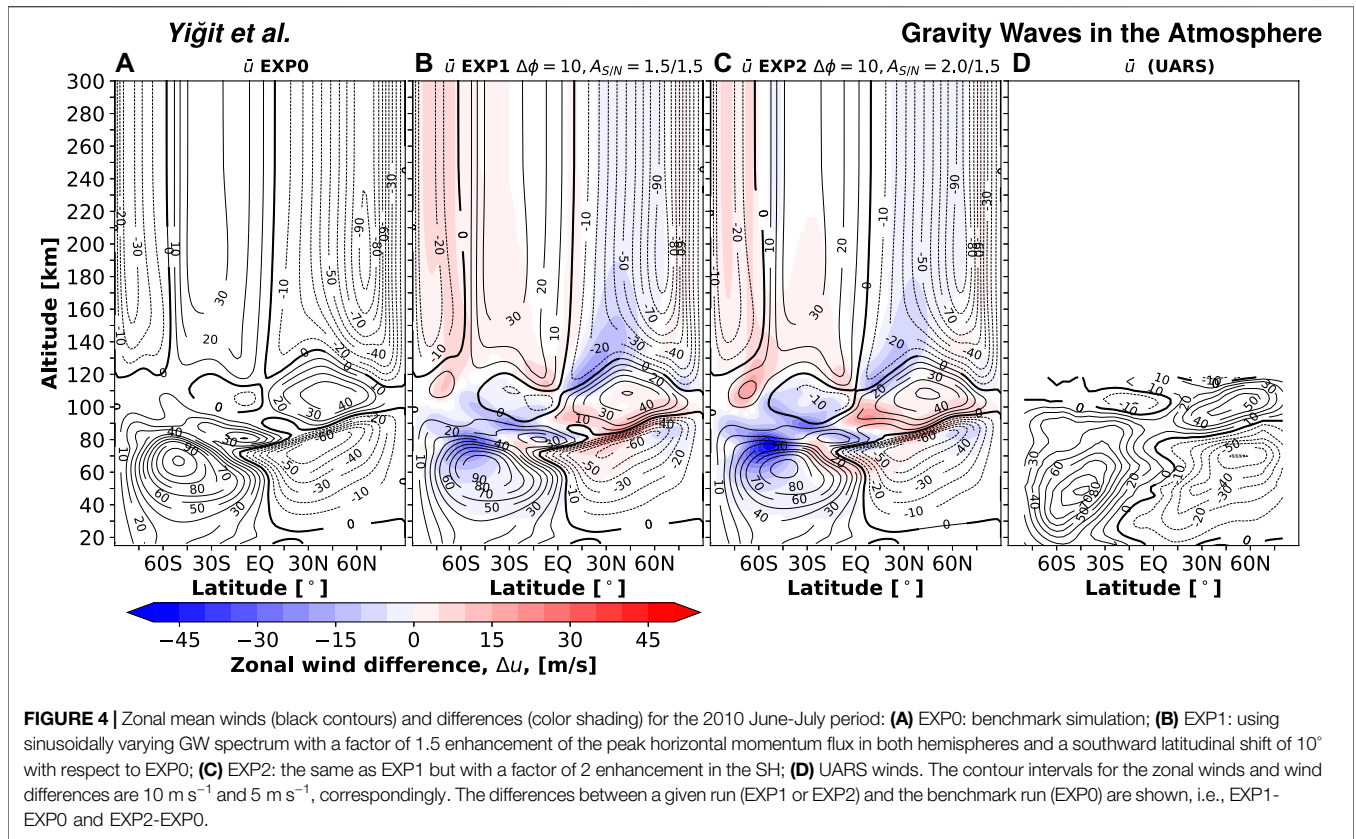 Yiğit et al.
Gravity Waves in the Atmosphere
A ū EXP0
B ū EXP1 Δϕ = 10, A_{S/N} = 1.5/1.5
C ū EXP2 Δϕ = 10, A_{S/N} = 2.0/1.5
D ū (UARS)
300
280
260
240
220
200
180
160
140
120
100
80
60
40
20
Altitude [km]
60S 30S EQ 30N 60N
60S 30S EQ 30N 60N
60S 30S EQ 30N 60N
60S 30S EQ 30N 60N
Latitude [°]
Latitude [°]
Latitude [°]
Latitude [°]
−45 −30 −15 0 15 30 45
Zonal wind difference, Δu, [m/s]
FIGURE 4 | Zonal mean winds (black contours) and differences (color shading) for the 2010 June-July period: (A) EXP0: benchmark simulation; (B) EXP1: using
sinusoidally varying GW spectrum with a factor of 1.5 enhancement of the peak horizontal momentum flux in both hemispheres and a southward latitudinal shift of 10°
with respect to EXP0; (C) EXP2: the same as EXP1 but with a factor of 2 enhancement in the SH; (D) UARS winds. The contour intervals for the zonal winds and wind
differences are 10 m s⁻¹ and 5 m s⁻¹, correspondingly. The differences between a given run (EXP1 or EXP2) and the benchmark run (EXP0) are shown, i.e., EXP1-
EXP0 and EXP2-EXP0.